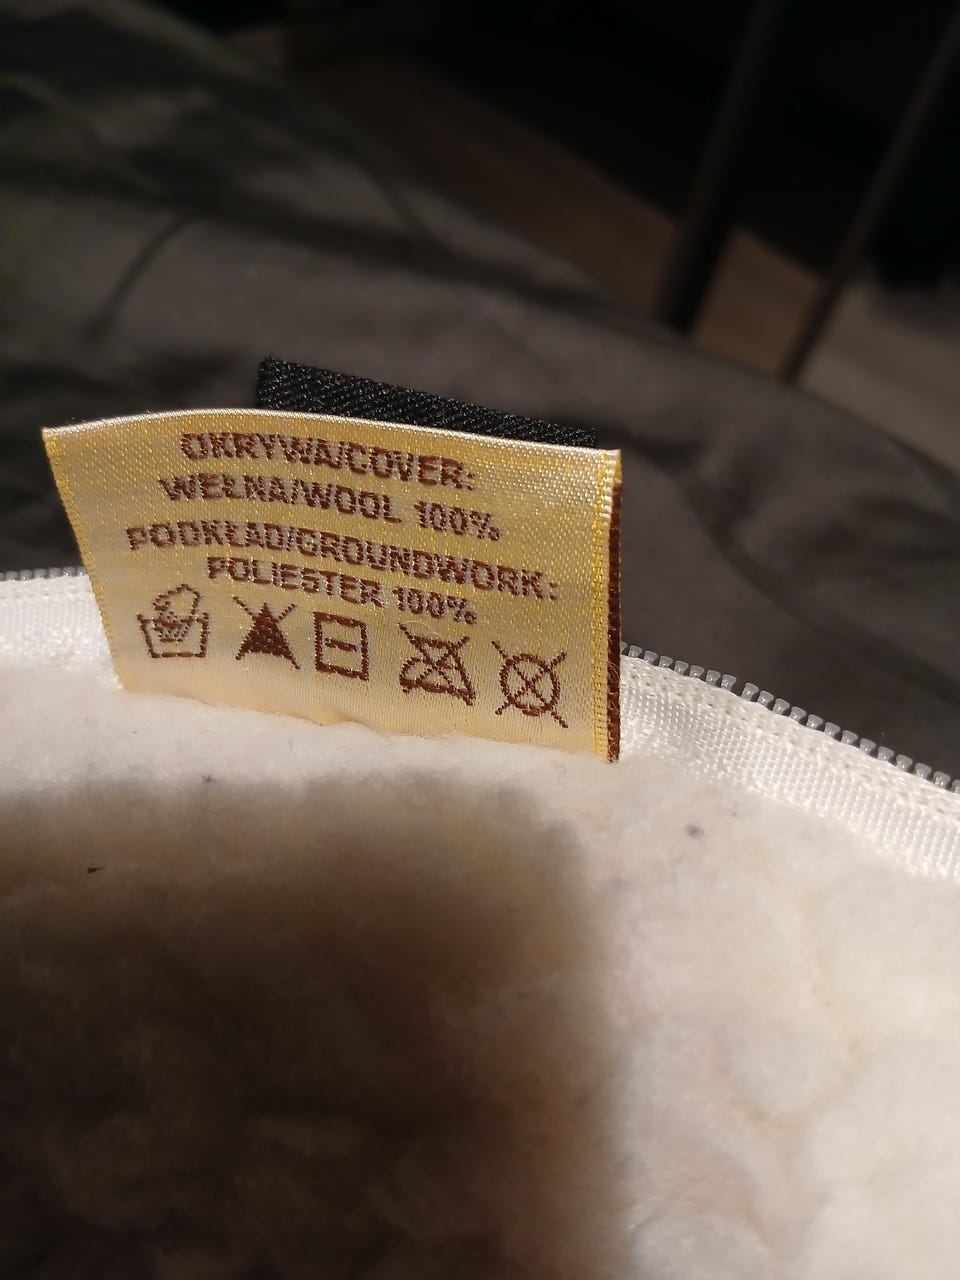 OKRYWA/COVER:
WEŁNA/WOOL 100%
PODKŁAD/GROUNDWORK:
POLIESTER 100%